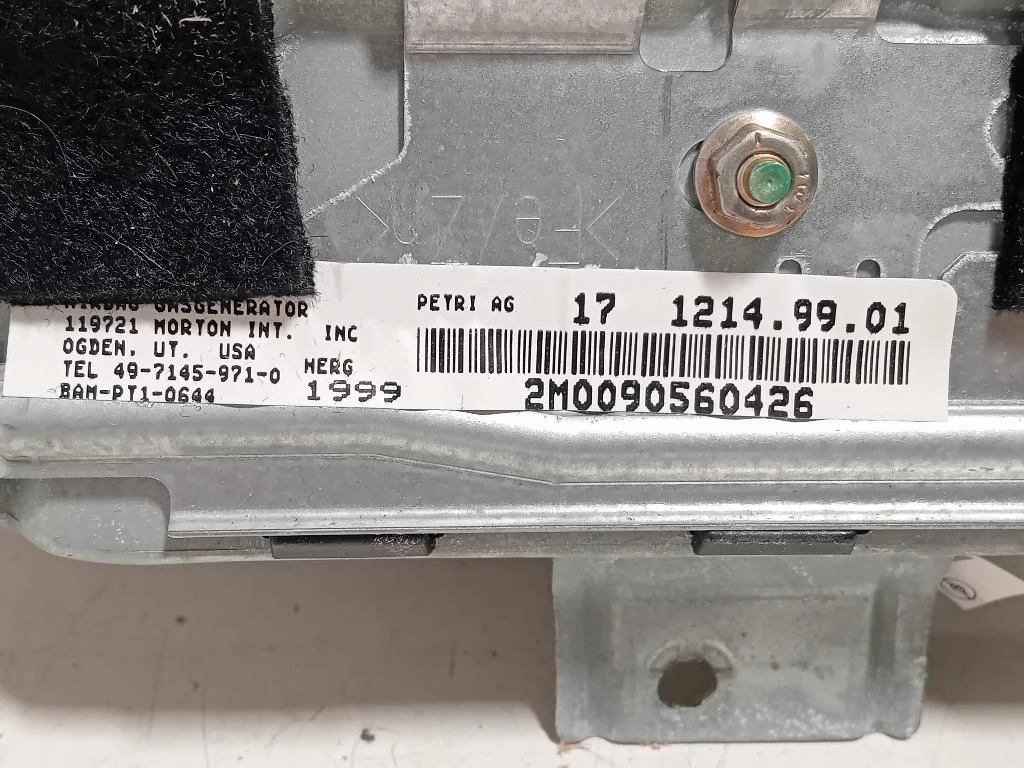 GASGENERATOR
119721 MORTON INT. INC
OGDEN, UT. USA
TEL 49-7145-971-0
BAM-PT1-0644
HERG
1999
PETRI AG 17 1214.99.01
2M0090560426